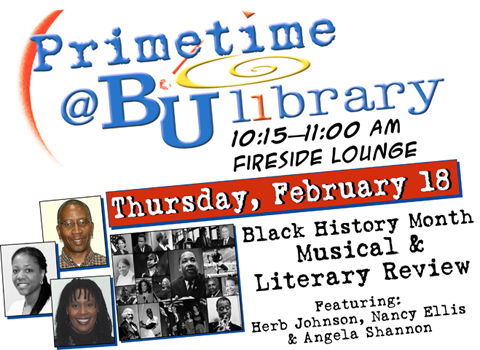 Primetime
@BU library
10:15–11:00 AM
FIRESIDE LOUNGE
Thursday, February 18
Black History Month
Musical &
Literary Review
Featuring:
Herb Johnson, Nancy Ellis
& Angela Shannon